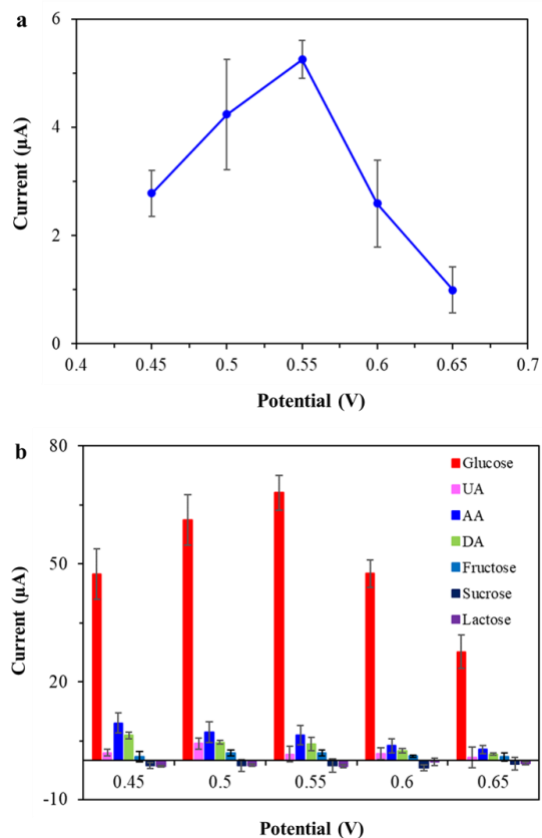 a
6
4
2
0
Current (µA)
0.4 0.45 0.5 0.55 0.6 0.65 0.7
Potential (V)
b
80
50
20
-10
Current (µA)
Glucose
UA
AA
DA
Fructose
Sucrose
Lactose
0.45 0.5 0.55 0.6 0.65
Potential (V)